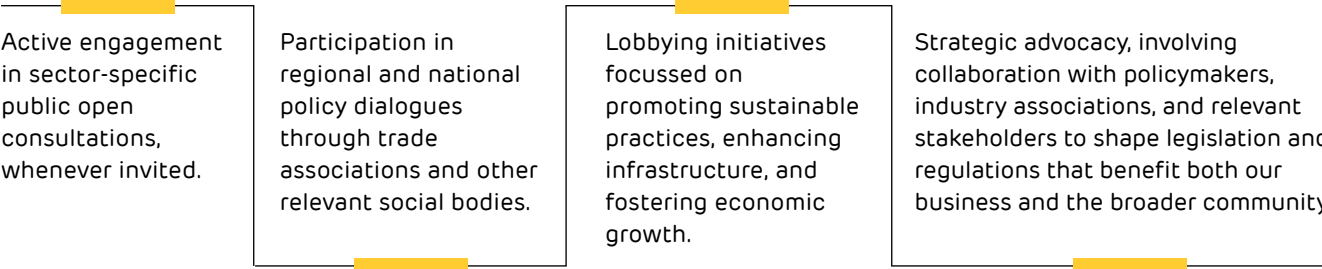 Active engagement
in sector-specific
public open
consultations,
whenever invited.
Participation in
regional and national
policy dialogues
through trade
associations and other
relevant social bodies.
Lobbying initiatives
focussed on
promoting sustainable
practices, enhancing
infrastructure, and
fostering economic
growth.
Strategic advocacy, involving
collaboration with policymakers,
industry associations, and relevant
stakeholders to shape legislation and
regulations that benefit both our
business and the broader community